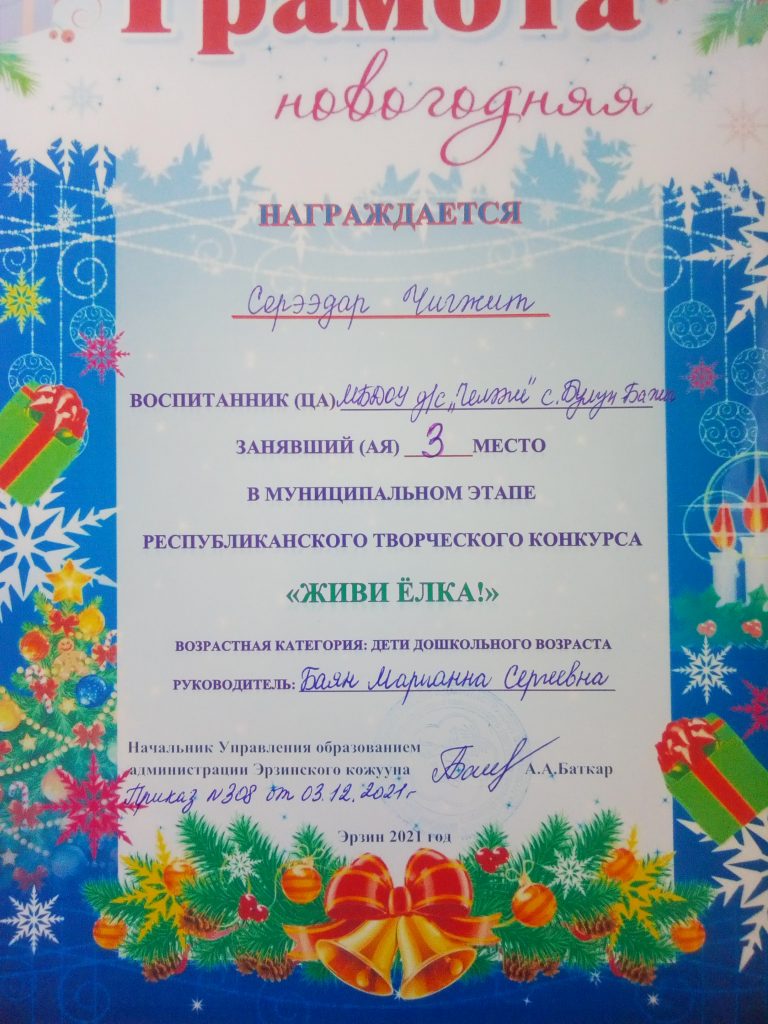 Грамота
новогодняя
НАГРАЖДАЕТСЯ
Серээдар Чигжит
ВОСПИТАННИК (ЦА) МБДОУ д/с „Челээш" с. Булун-Бажы
ЗАНЯВШИЙ (АЯ) 3 МЕСТО
В МУНИЦИПАЛЬНОМ ЭТАПЕ
РЕСПУБЛИКАНСКОГО ТВОРЧЕСКОГО КОНКУРСА
«ЖИВИ ЁЛКА!»
ВОЗРАСТНАЯ КАТЕГОРИЯ: ДЕТИ ДОШКОЛЬНОГО ВОЗРАСТА
РУКОВОДИТЕЛЬ: Баян Марианна Сергеевна
Начальник Управления образованием
администрации Эрзинского кожууна А.А.Баткар
Приказ №308 от 03.12.2021г
Эрзин 2021 год